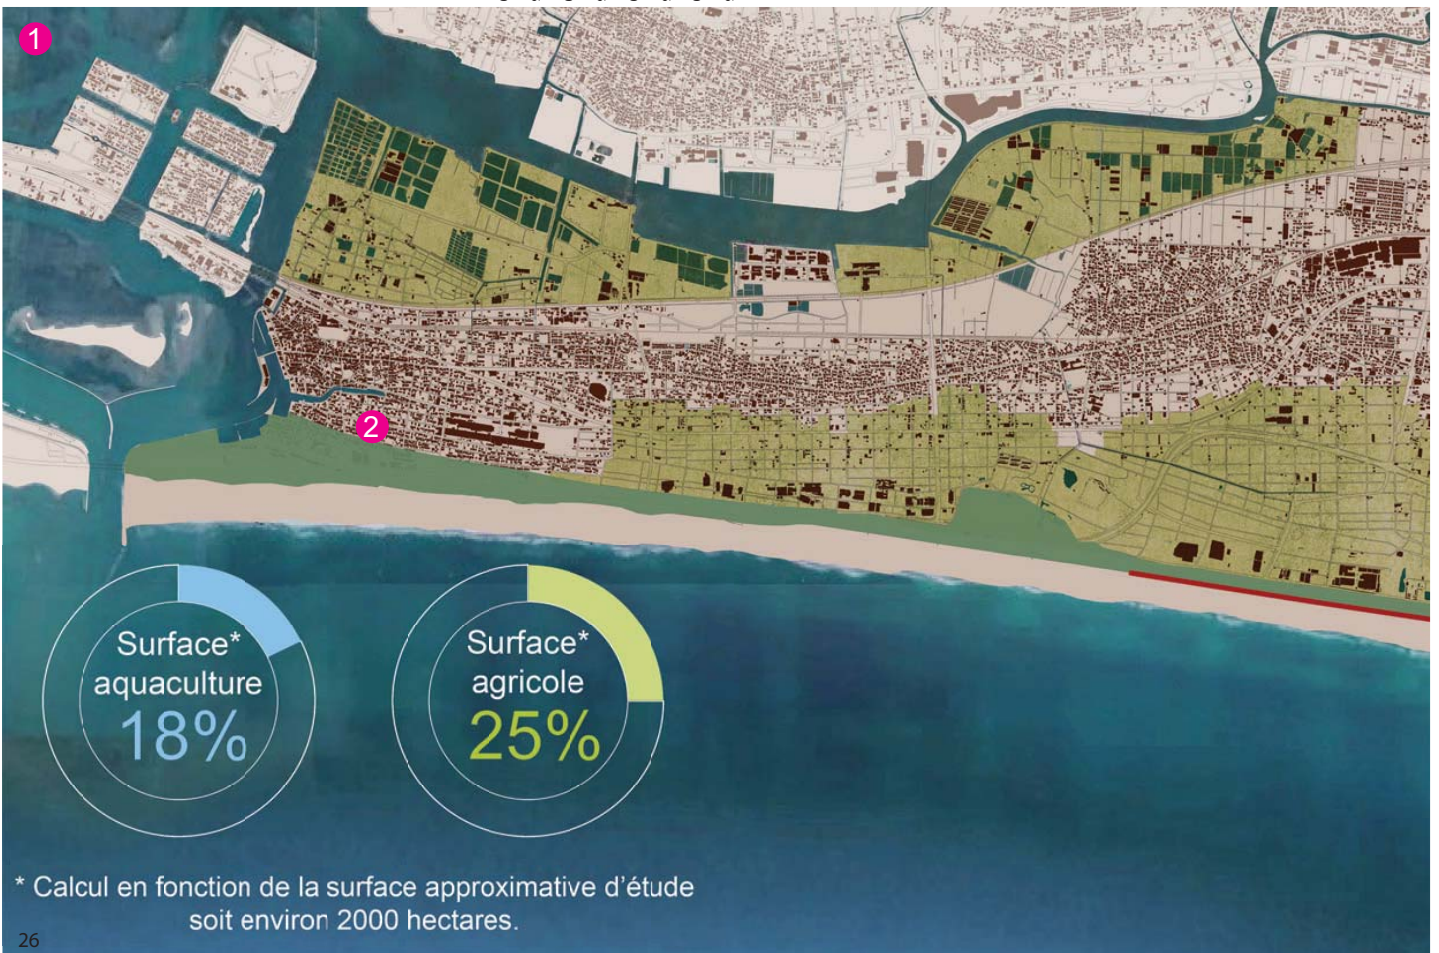 1
2
Surface*
aquaculture
18%
Surface*
agricole
25%
* Calcul en fonction de la surface approximative d'étude
soit environ 2000 hectares.
26